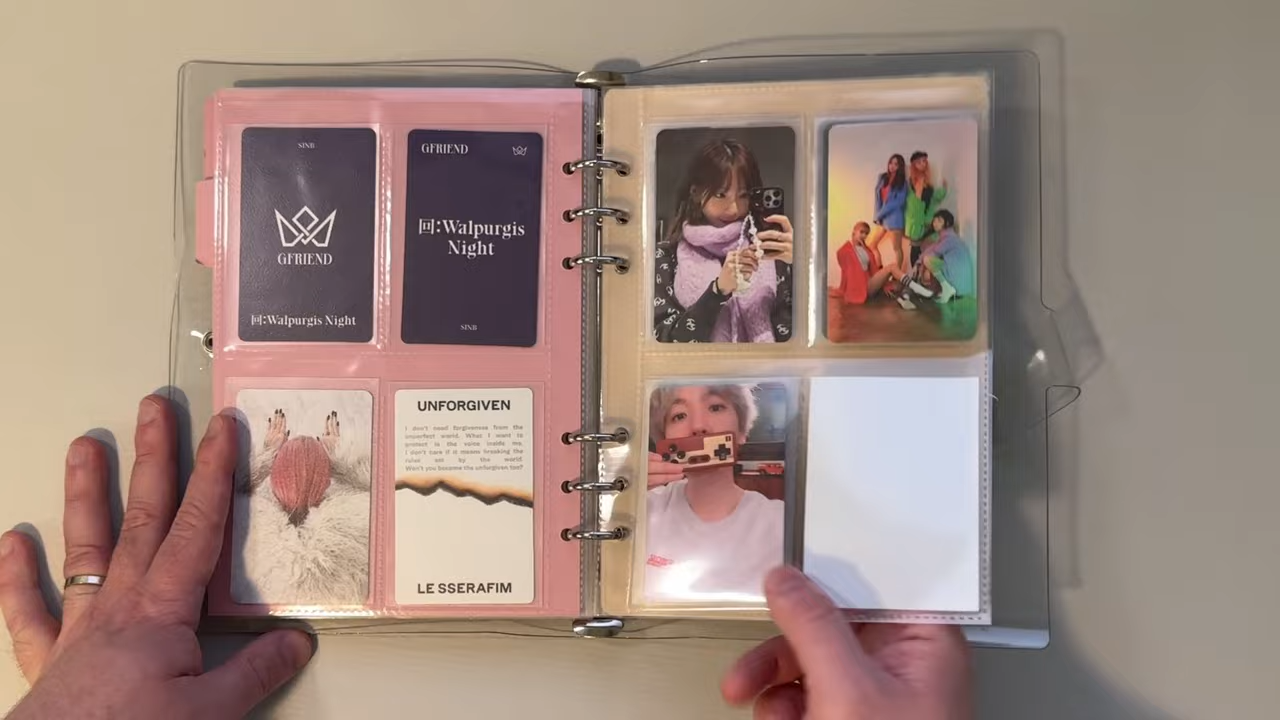 SINB
GFRIEND
回:Walpurgis Night
GFRIEND
回:Walpurgis
Night
SINB
UNFORGIVEN
I don't need forgiveness from the
imperfect world. What I want to
protect is the voice inside me.
I don't care if it means breaking the
rules set by the world.
Won't you become the unforgiven too?
LE SSERAFIM